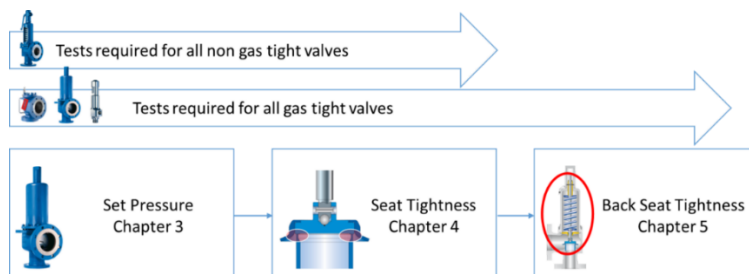 Tests required for all non gas tight valves
Tests required for all gas tight valves
Set Pressure
Chapter 3
Seat Tightness
Chapter 4
Back Seat Tightness
Chapter 5